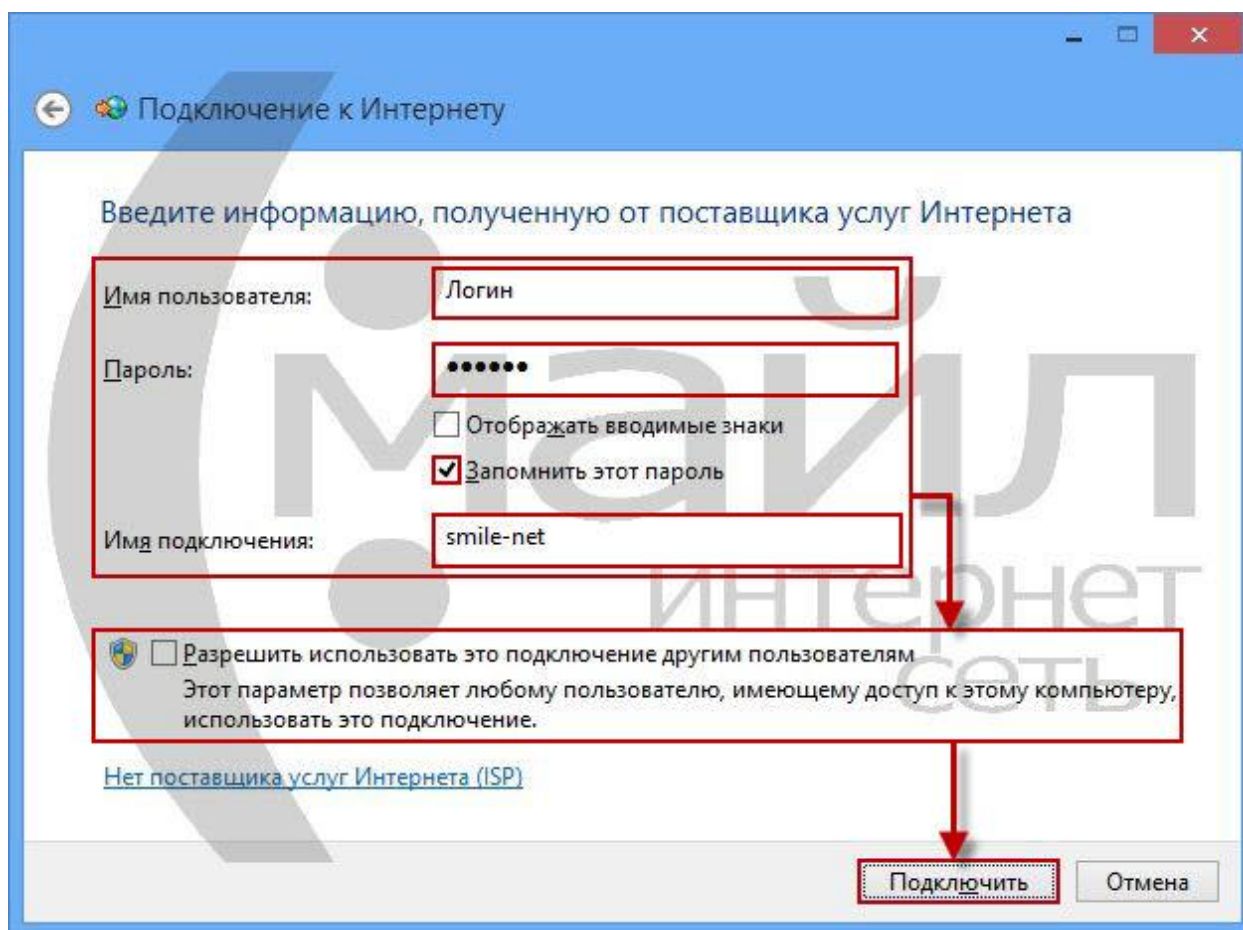 Подключение к Интернету
Введите информацию, полученную от поставщика услуг Интернета
Имя пользователя:
Логин
Пароль:
••••••
Отображать вводимые знаки
Запомнить этот пароль
Имя подключения:
smile-net
Разрешить использовать это подключение другим пользователям
Этот параметр позволяет любому пользователю, имеющему доступ к этому компьютеру,
использовать это подключение.
Нет поставщика услуг Интернета (ISP)
Подключить
Отмена
(:майл
интернет
сеть